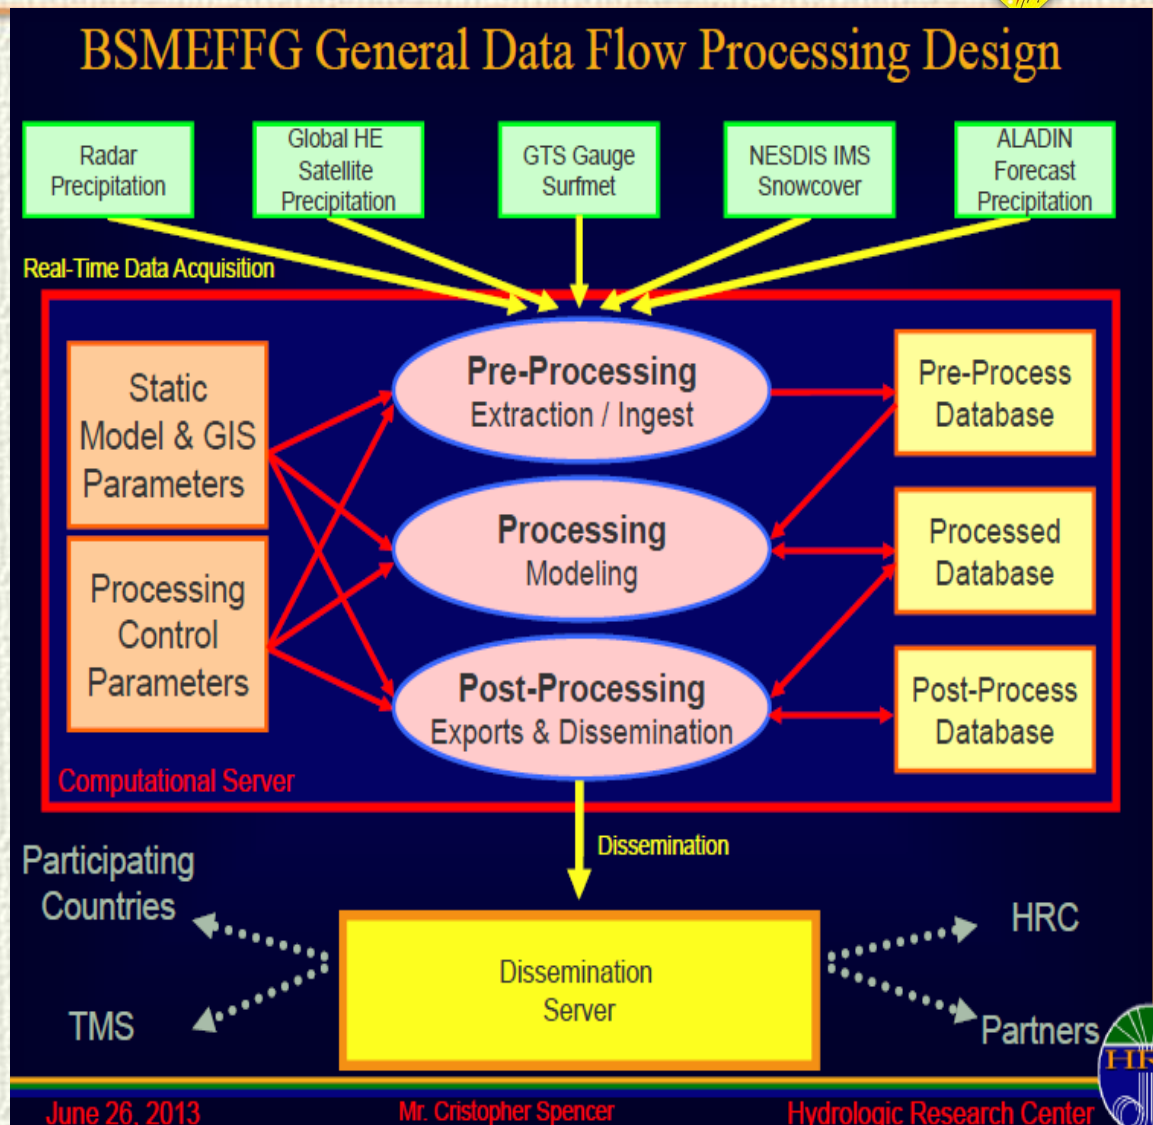 BSMEFFG General Data Flow Processing Design
Radar
Precipitation
Global HE
Satellite
Precipitation
GTS Gauge
Surfmet
NESDIS IMS
Snowcover
ALADIN
Forecast
Precipitation
Real-Time Data Acquisition
Static
Model & GIS
Parameters
Processing
Control
Parameters
Pre-Processing
Extraction / Ingest
Processing
Modeling
Post-Processing
Exports & Dissemination
Pre-Process
Database
Processed
Database
Post-Process
Database
Computational Server
Dissemination
Participating
Countries
TMS
Dissemination
Server
HRC
Partners
June 26, 2013
Mr. Cristopher Spencer
Hydrologic Research Center